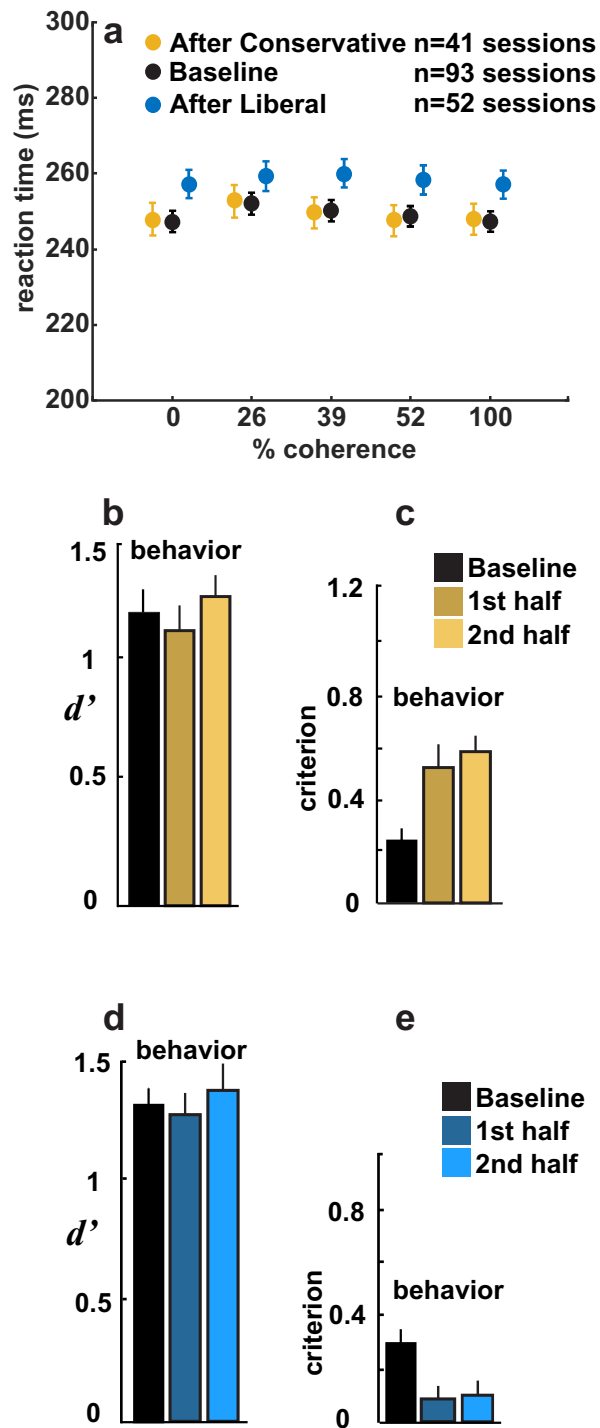 a
300
280
260
240
220
200
reaction time (ms)
After Conservative n=41 sessions
Baseline n=93 sessions
After Liberal n=52 sessions
0 26 39 52 100
% coherence
b
behavior
1.5
1
0.5
0
d’
c
Baseline
1st half
2nd half
behavior
1.2
0.8
0.4
0
criterion
d
behavior
1.5
1
0.5
0
d’
e
Baseline
1st half
2nd half
behavior
0.8
0.4
0
criterion